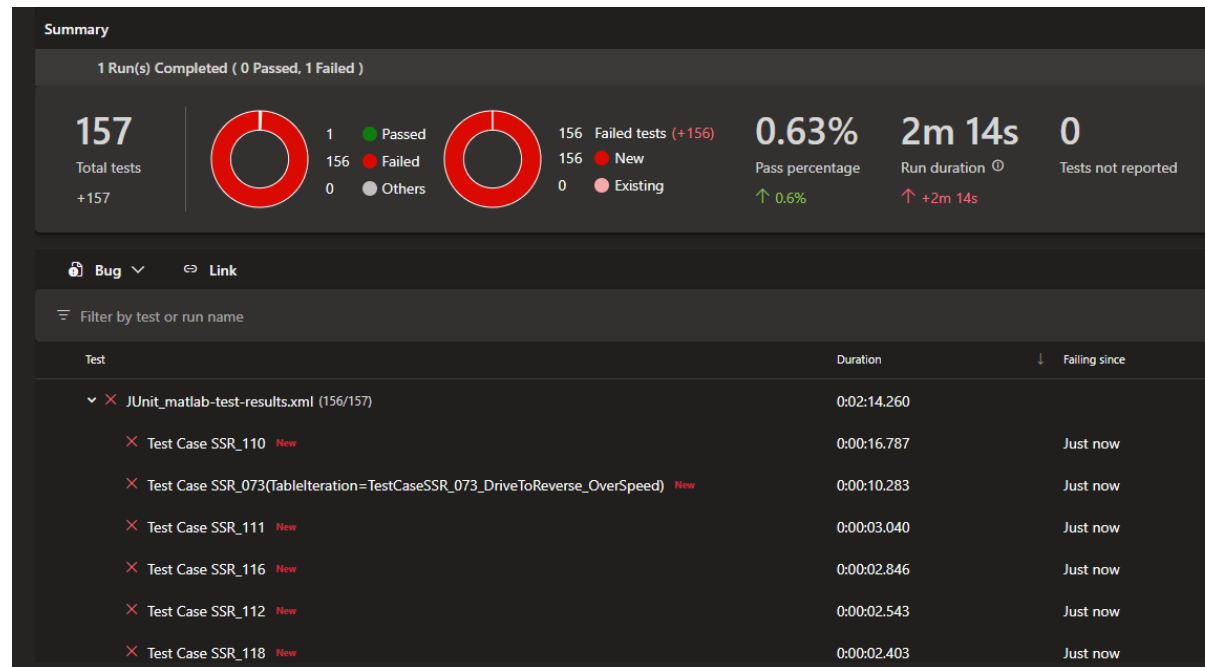 Summary
1 Run(s) Completed ( 0 Passed, 1 Failed )
157
Total tests
+157
1 Passed
156 Failed
0 Others
156 Failed tests (+156)
156 New
0 Existing
0.63%
Pass percentage
↑ 0.6%
2m 14s
Run duration
↑ +2m 14s
0
Tests not reported
Bug Link
Filter by test or run name
Test Duration ↓ Failing since
JUnit_matlab-test-results.xml (156/157) 0:02:14.260
Test Case SSR_110 New 0:00:16.787 Just now
Test Case SSR_073(TableIteration=TestCaseSSR_073_DriveToReverse_OverSpeed) New 0:00:10.283 Just now
Test Case SSR_111 New 0:00:03.040 Just now
Test Case SSR_116 New 0:00:02.846 Just now
Test Case SSR_112 New 0:00:02.543 Just now
Test Case SSR_118 New 0:00:02.403 Just now